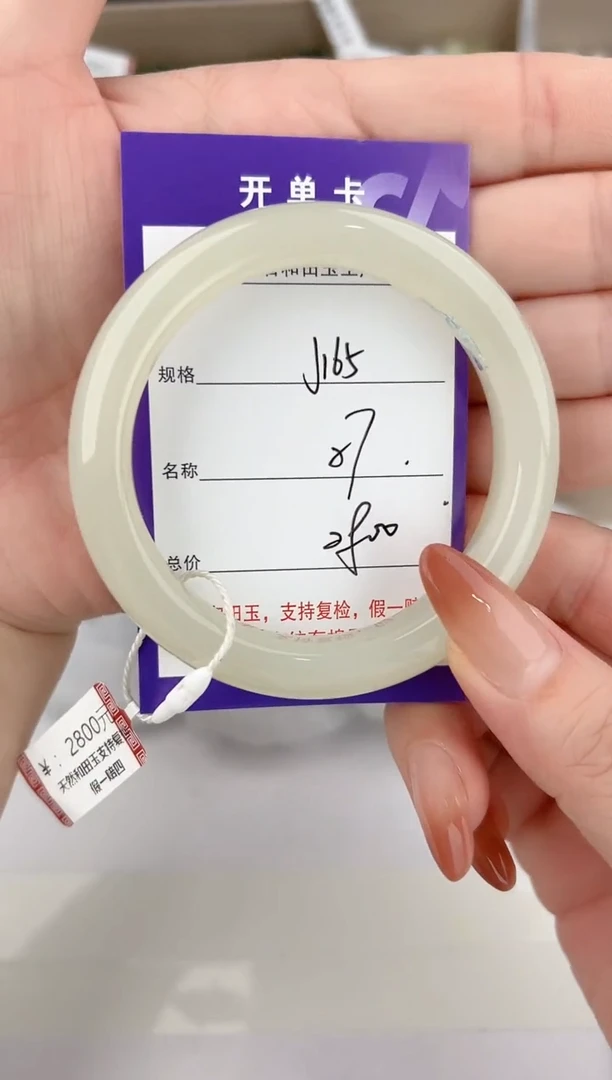 开单卡
和田玉
规格 J165
名称
总价 2800
田玉，支持复检，假一赔
：2800元
天然和田玉支持复
假一赔四